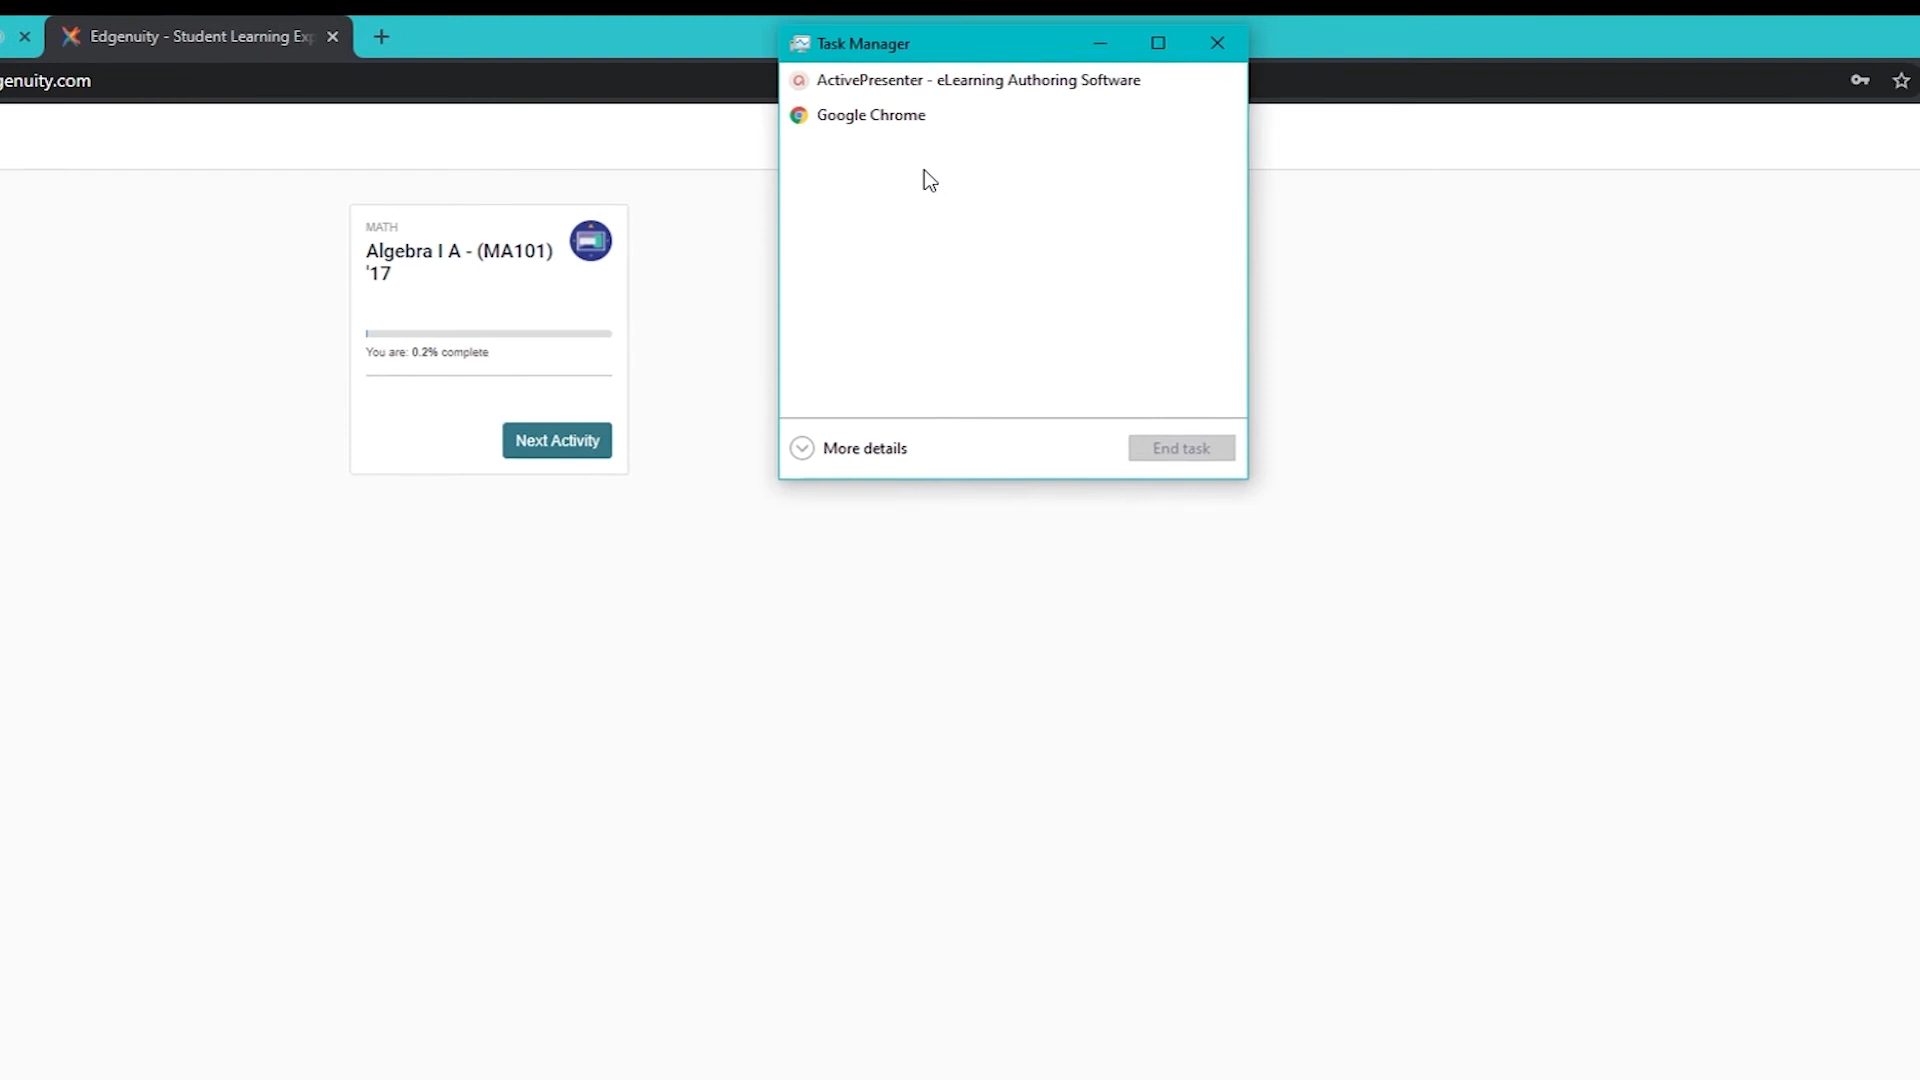 Edgenuity - Student Learning Exp
genuity.com
Task Manager
ActivePresenter - eLearning Authoring Software
Google Chrome
More details
End task
MATH
Algebra I A - (MA101)
'17
You are: 0.2% complete
Next Activity